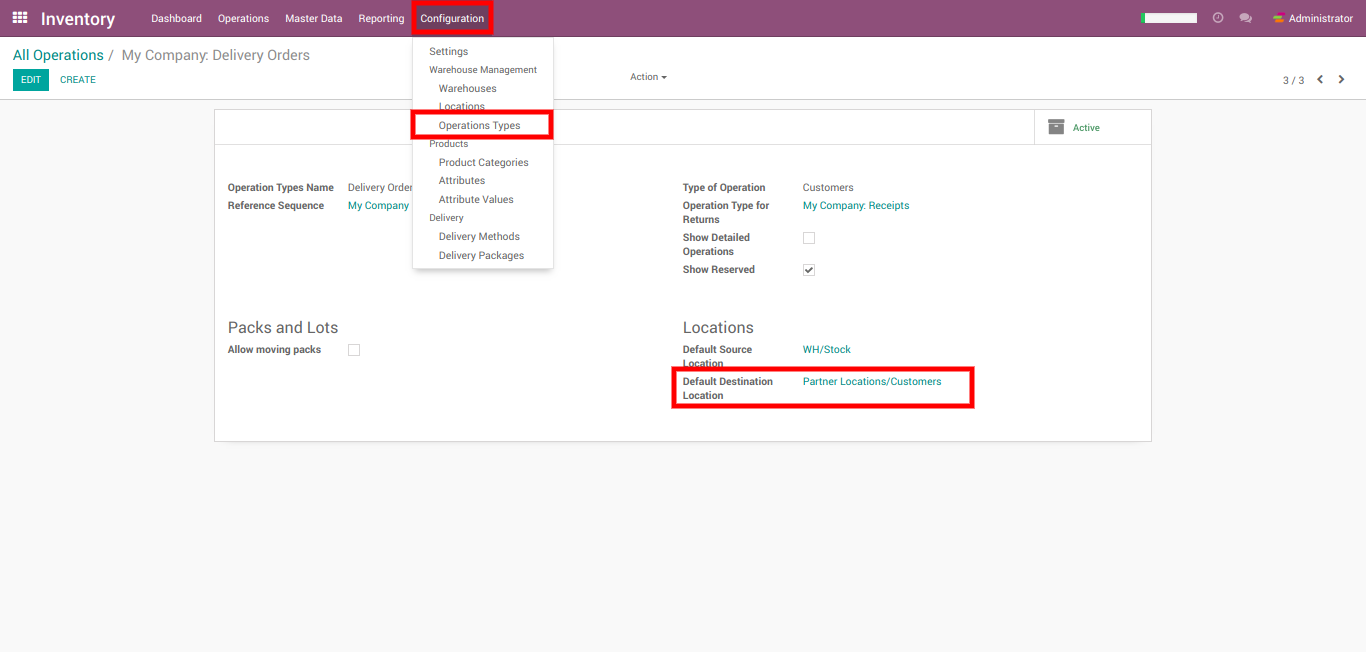 Inventory Dashboard Operations Master Data Reporting Configuration Administrator
All Operations / My Company: Delivery Orders
EDIT CREATE Action 3 / 3
Settings
Warehouse Management
Warehouses
Locations
Operations Types
Products
Product Categories
Attributes
Attribute Values
Delivery
Delivery Methods
Delivery Packages
Active
Operation Types Name Delivery Order
Reference Sequence My Company
Type of Operation Customers
Operation Type for My Company: Receipts
Returns
Show Detailed
Operations
Show Reserved
Packs and Lots
Allow moving packs
Locations
Default Source WH/Stock
Location
Default Destination Partner Locations/Customers
Location